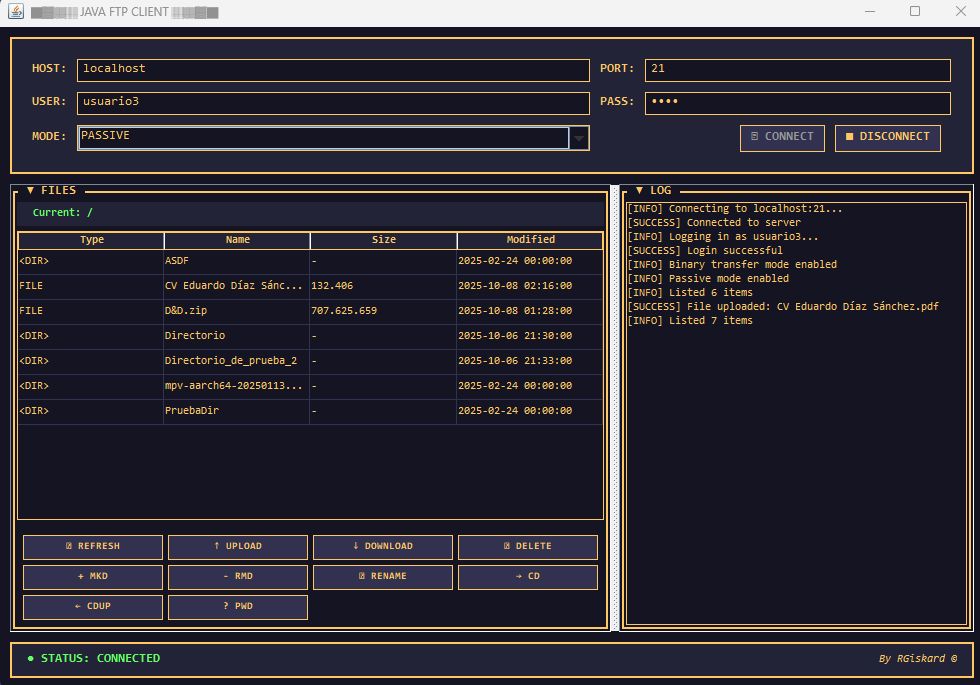 JAVA FTP CLIENT
HOST: localhost PORT: 21
USER: usuario3 PASS: ••••
MODE: PASSIVE CONNECT ■ DISCONNECT
▼ FILES
Current: /
Type Name Size Modified
<DIR> ASDF - 2025-02-24 00:00:00
FILE CV Eduardo Díaz Sánc... 132.406 2025-10-08 02:16:00
FILE D&D.zip 707.625.659 2025-10-08 01:28:00
<DIR> Directorio - 2025-10-06 21:30:00
<DIR> Directorio_de_prueba_2 - 2025-10-06 21:33:00
<DIR> mpv-aarch64-20250113... - 2025-02-24 00:00:00
<DIR> PruebaDir - 2025-02-24 00:00:00
REFRESH ↑ UPLOAD ↓ DOWNLOAD DELETE
+ MKD - RMD RENAME → CD
← CDUP ? PWD
▼ LOG
[INFO] Connecting to localhost:21...
[SUCCESS] Connected to server
[INFO] Logging in as usuario3...
[SUCCESS] Login successful
[INFO] Binary transfer mode enabled
[INFO] Passive mode enabled
[INFO] Listed 6 items
[SUCCESS] File uploaded: CV Eduardo Díaz Sánchez.pdf
[INFO] Listed 7 items
● STATUS: CONNECTED By RGiskard ©